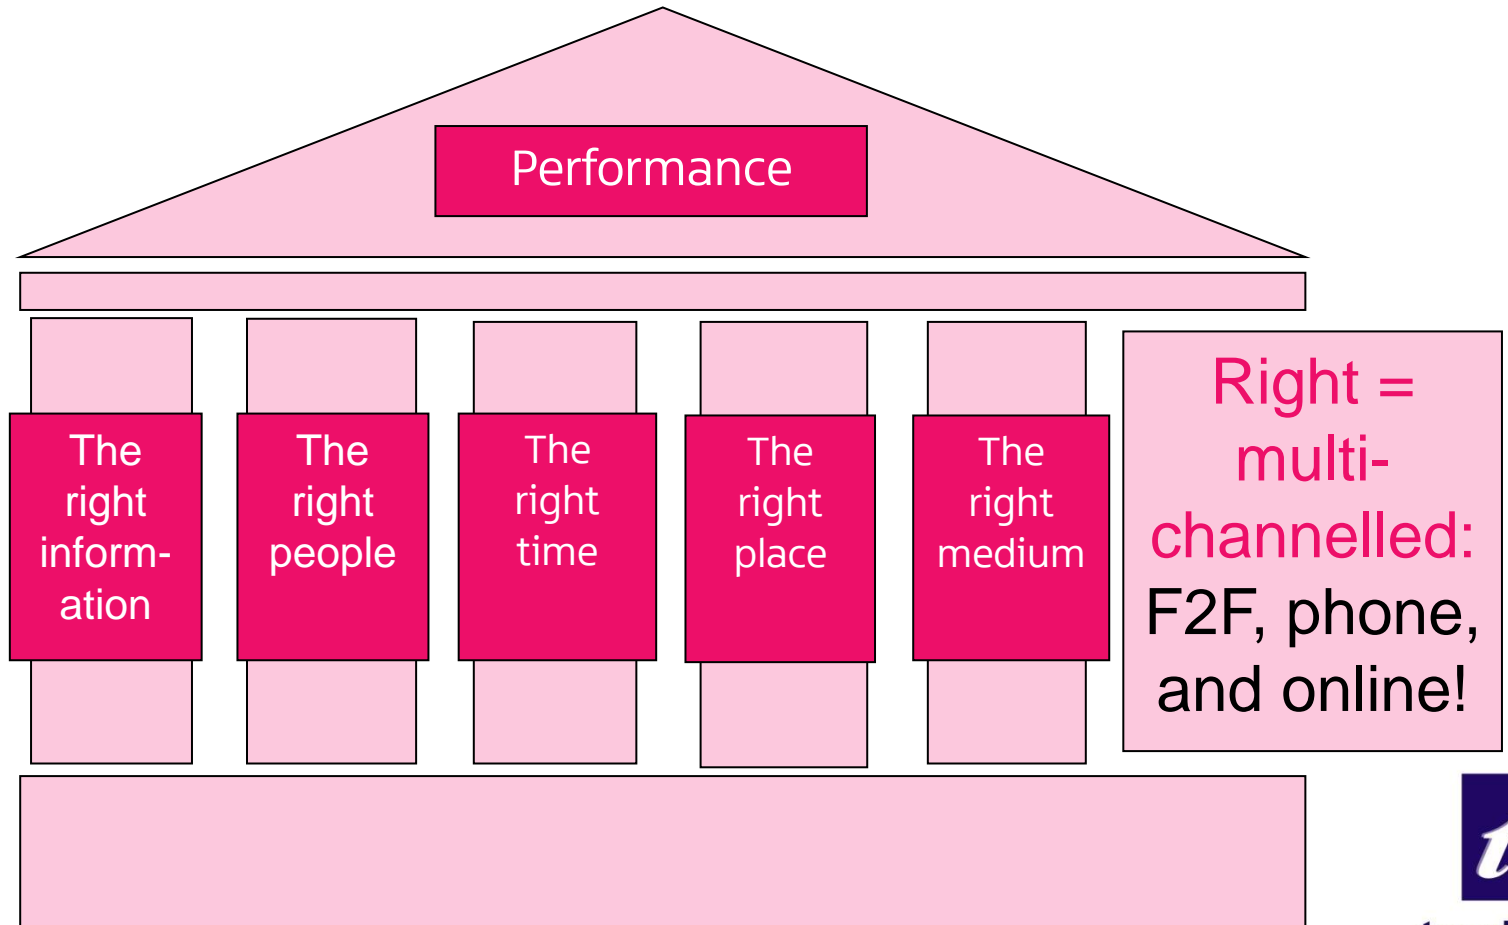 Performance
The
right
inform-
ation
The
right
people
The
right
time
The
right
place
The
right
medium
Right =
multi-
channelled:
F2F, phone,
and online!